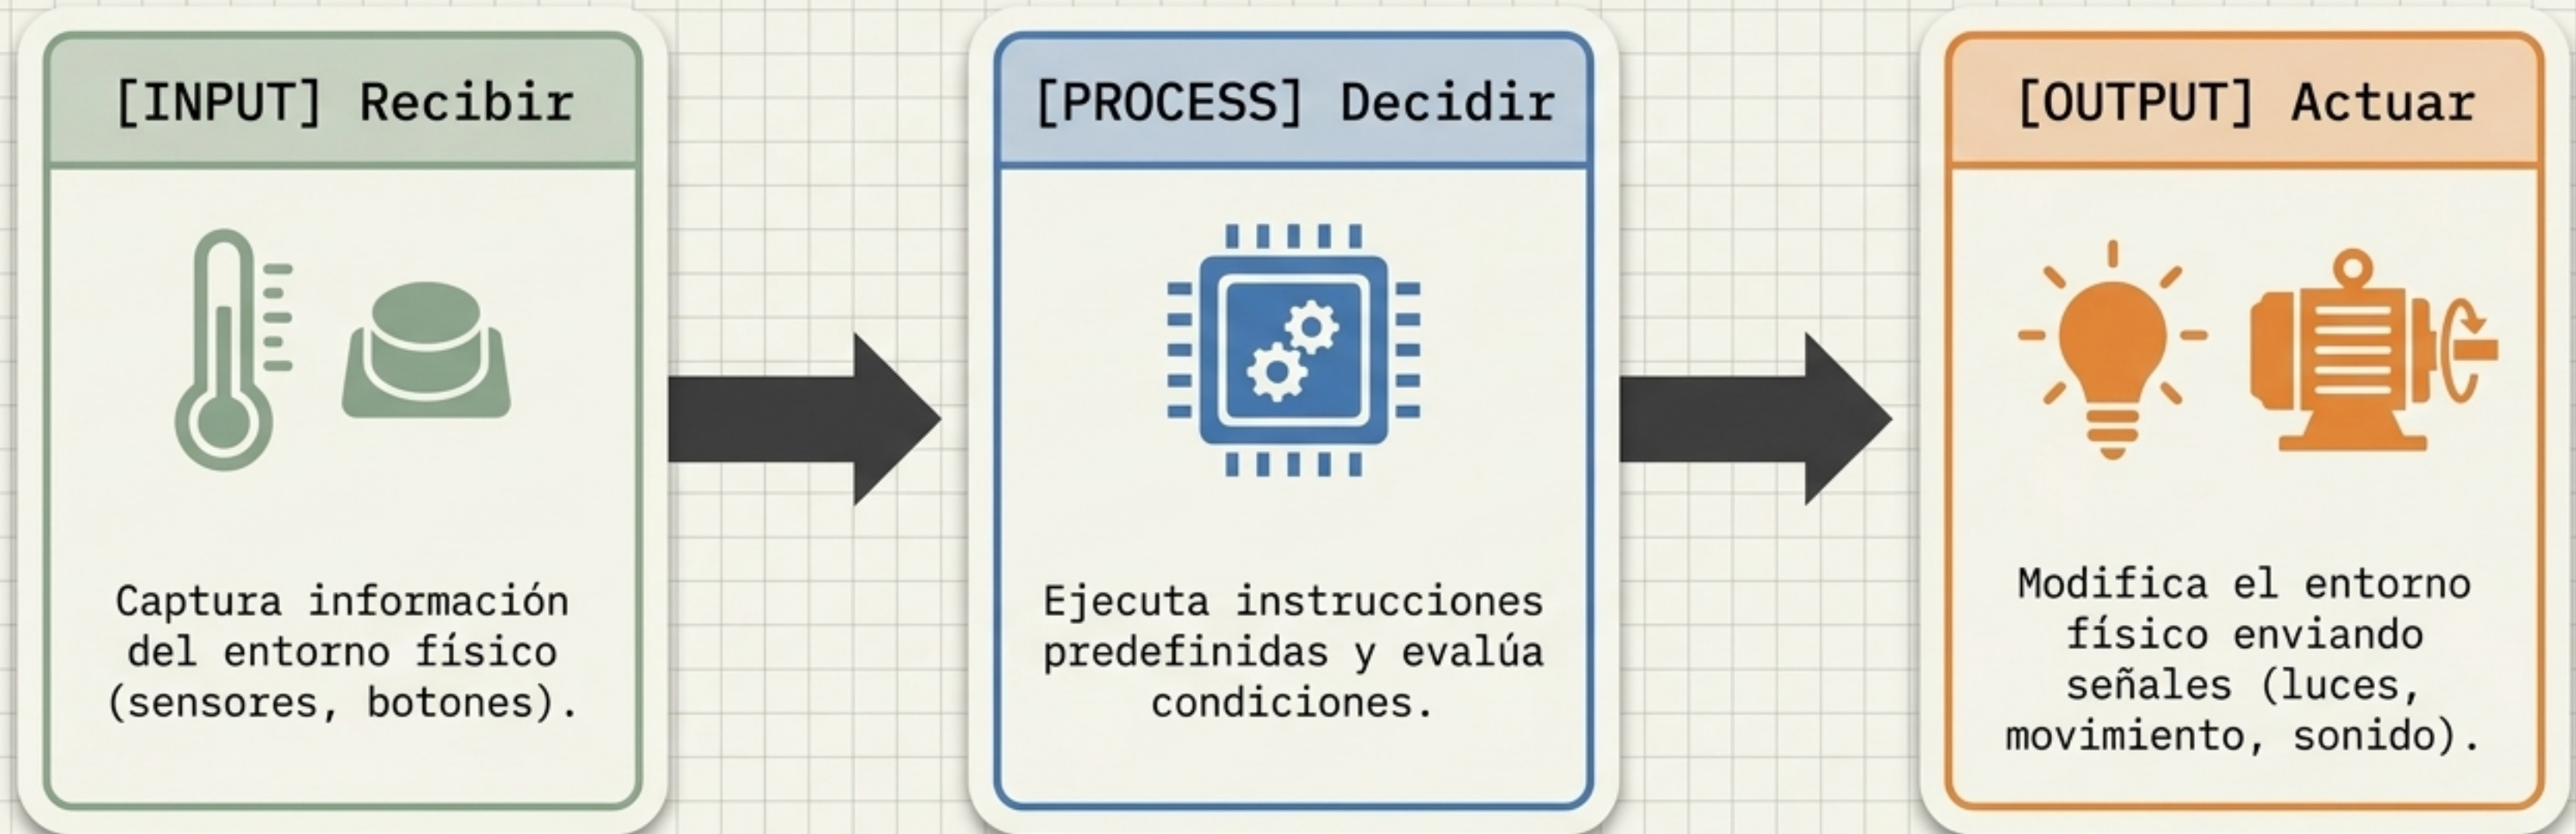 [INPUT] Recibir
Captura información
del entorno físico
(sensores, botones).
[PROCESS] Decidir
Ejecuta instrucciones
predefinidas y evalúa
condiciones.
[OUTPUT] Actuar
Modifica el entorno
físico enviando
señales (luces,
movimiento, sonido).